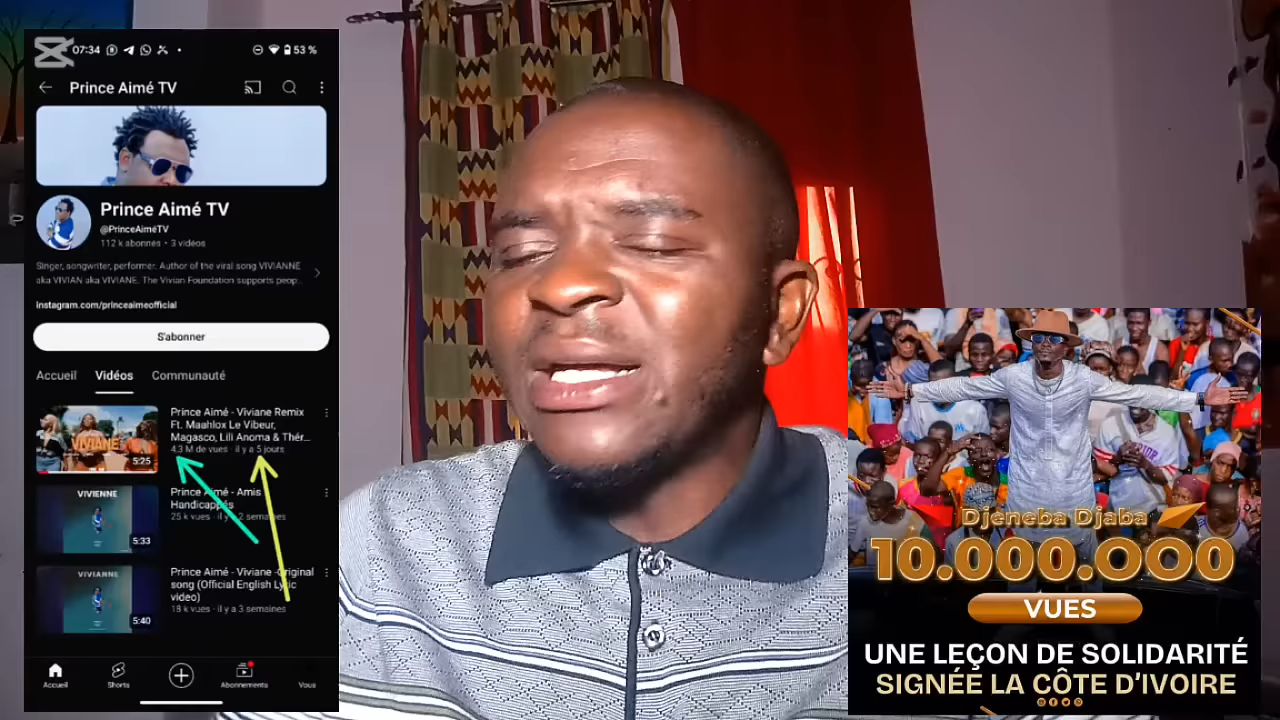 07:34
53 %
Prince Aimé TV
Prince Aimé TV
@PrinceAiméTV
112 k abonnés • 3 vidéos
Singer, songwriter, performer. Author of the viral song VIVIANNE
aka VIVIAN aka VIVIANE. The Vivian Foundation supports peop...
Instagram.com/princeaimeofficial
S'abonner
Accueil Vidéos Communauté
VIVIANE
5:25
Prince Aimé - Viviane Remix
Ft. Maahlox Le Vibeur,
Magasco, Lili Anoma & Thér...
4,3 M de vues · il y a 5 jours
VIVIENNE
5:33
Prince Aimé - Amis
Handicappés
25 k vues · il y a 2 semaines
VIVIANNE
5:40
Prince Aimé - Viviane -Original
song (Official English Lyric
video)
18 k vues · il y a 3 semaines
Accueil Shorts Abonnements Vous
Djeneba Djaba
10.000.000
VUES
UNE LEÇON DE SOLIDARITÉ
SIGNÉE LA CÔTE D'IVOIRE